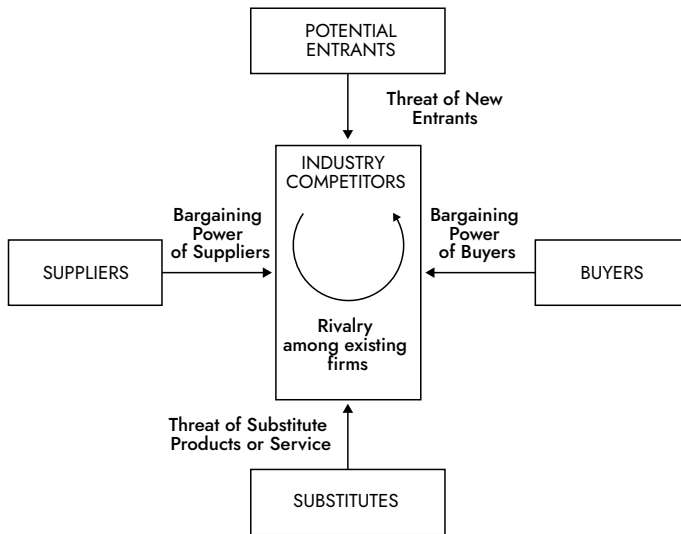 POTENTIAL
ENTRANTS
Threat of New
Entrants
INDUSTRY
COMPETITORS
Bargaining
Power
of Suppliers
Bargaining
Power
of Buyers
SUPPLIERS
BUYERS
Rivalry
among existing
firms
Threat of Substitute
Products or Service
SUBSTITUTES